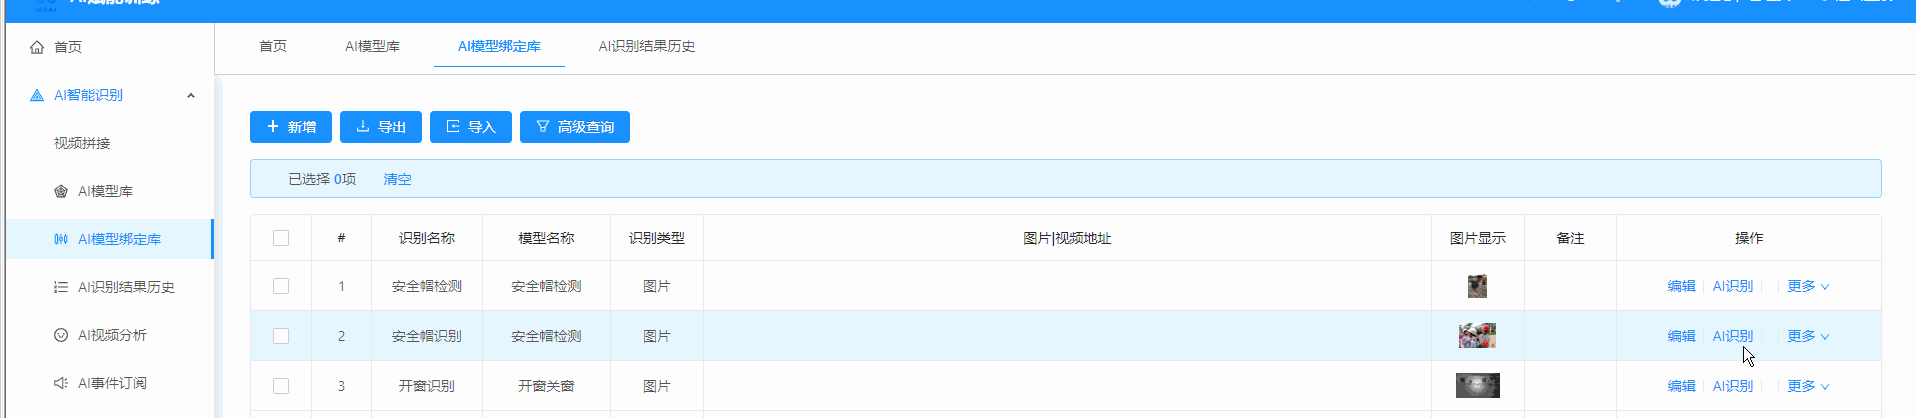 首页
AI智能识别
视频拼接
AI模型库
AI模型绑定库
AI识别结果历史
AI视频分析
AI事件订阅
首页 AI模型库 AI模型绑定库 AI识别结果历史
新增 导出 导入 高级查询
已选择 0项 清空
# 识别名称 模型名称 识别类型 图片|视频地址 图片显示 备注 操作
1 安全帽检测 安全帽检测 图片 编辑 AI识别 更多
2 安全帽识别 安全帽检测 图片 编辑 AI识别 更多
3 开窗识别 开窗关窗 图片 编辑 AI识别 更多